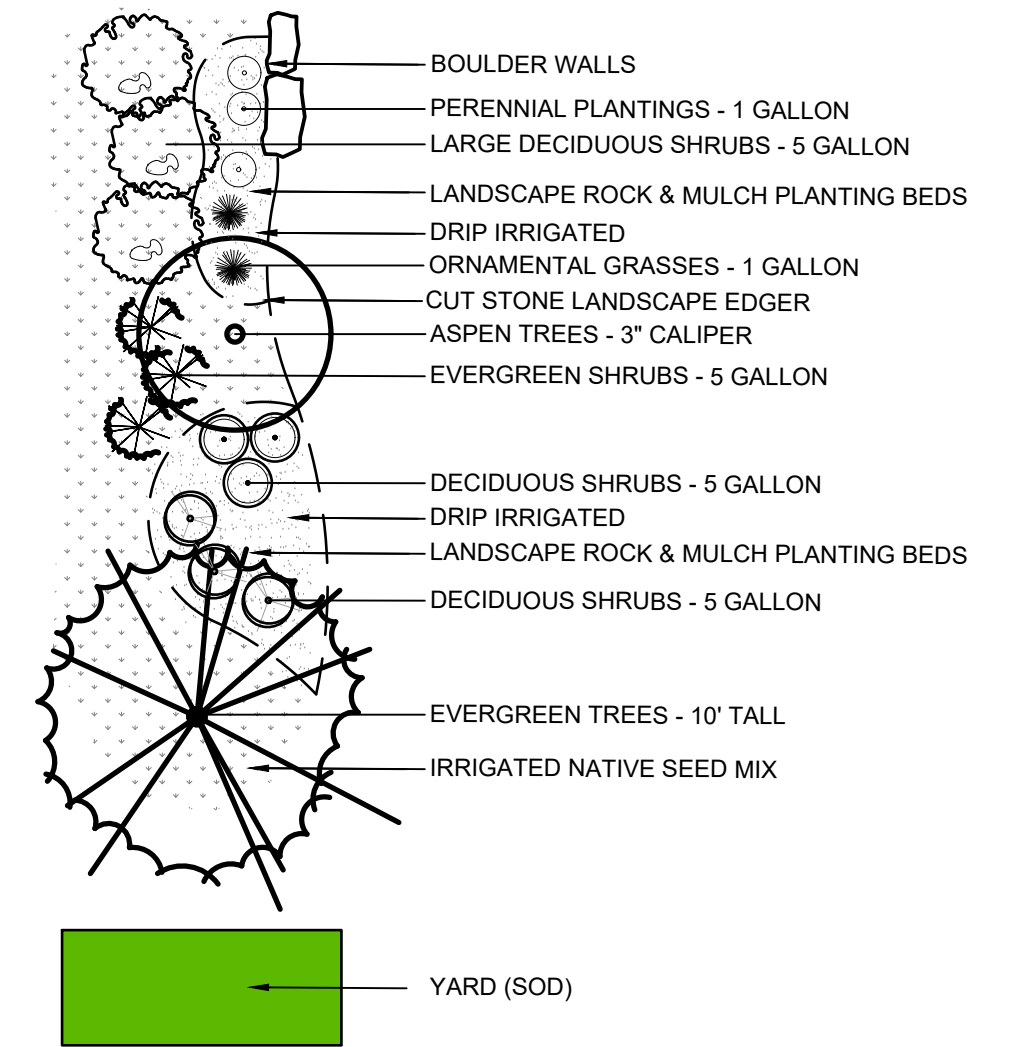 BOULDER WALLS
PERENNIAL PLANTINGS - 1 GALLON
LARGE DECIDUOUS SHRUBS - 5 GALLON
LANDSCAPE ROCK & MULCH PLANTING BEDS
DRIP IRRIGATED
ORNAMENTAL GRASSES - 1 GALLON
CUT STONE LANDSCAPE EDGER
ASPEN TREES - 3" CALIPER
EVERGREEN SHRUBS - 5 GALLON
DECIDUOUS SHRUBS - 5 GALLON
DRIP IRRIGATED
LANDSCAPE ROCK & MULCH PLANTING BEDS
DECIDUOUS SHRUBS - 5 GALLON
EVERGREEN TREES - 10' TALL
IRRIGATED NATIVE SEED MIX
YARD (SOD)